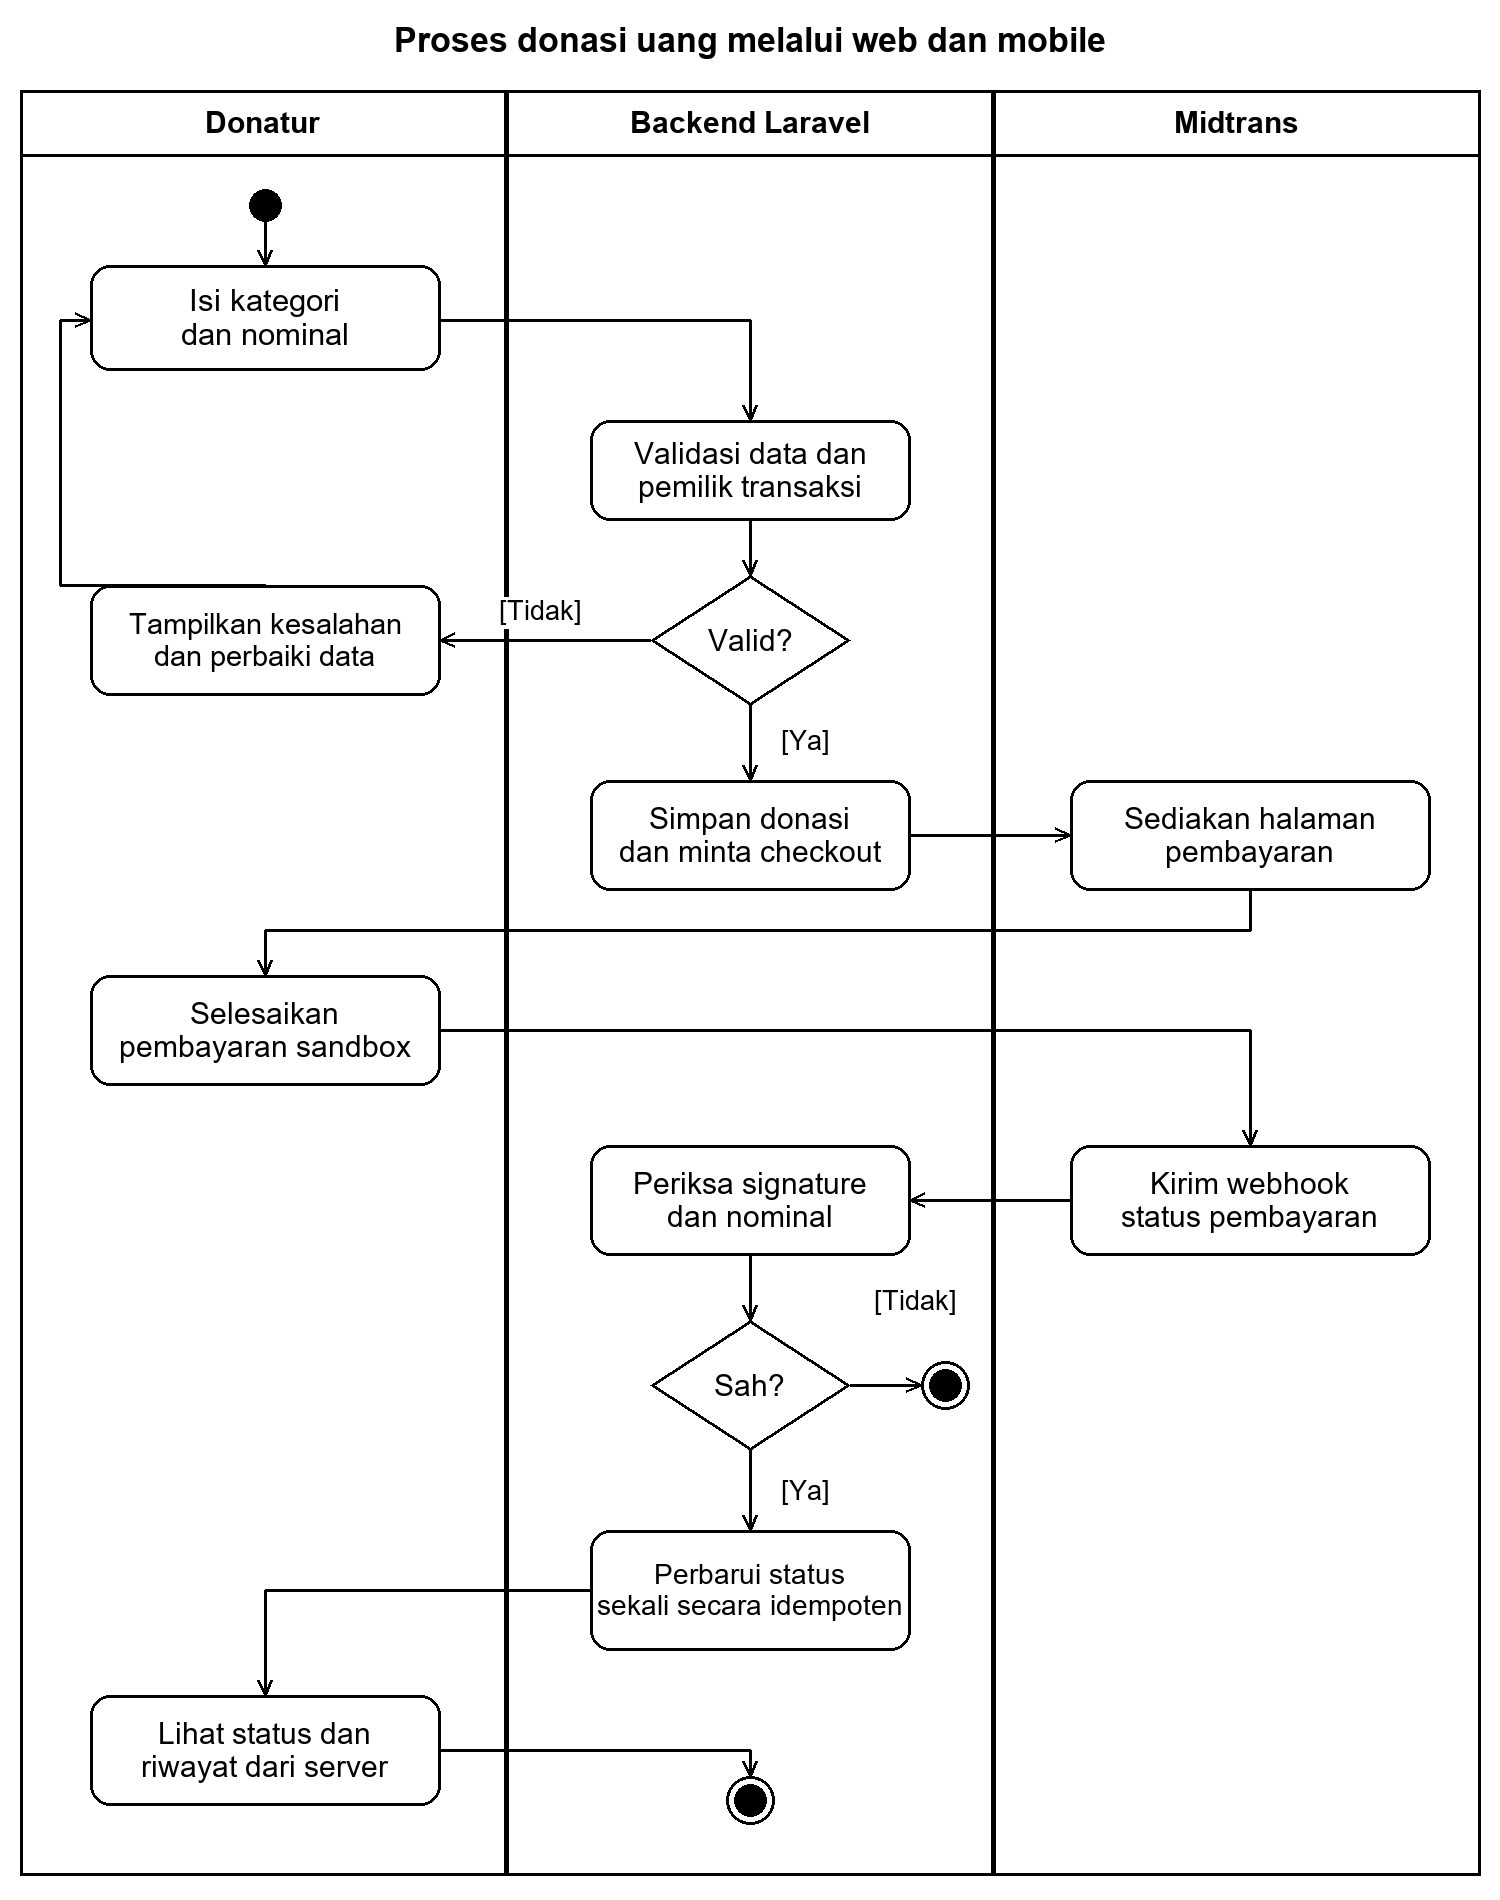 Proses donasi uang melalui web dan mobile
Donatur
Backend Laravel
Midtrans
Isi kategori
dan nominal
Validasi data dan
pemilik transaksi
Valid?
[Tidak]
Tampilkan kesalahan
dan perbaiki data
[Ya]
Simpan donasi
dan minta checkout
Sediakan halaman
pembayaran
Selesaikan
pembayaran sandbox
Kirim webhook
status pembayaran
Periksa signature
dan nominal
[Tidak]
Sah?
[Ya]
Perbarui status
sekali secara idempoten
Lihat status dan
riwayat dari server